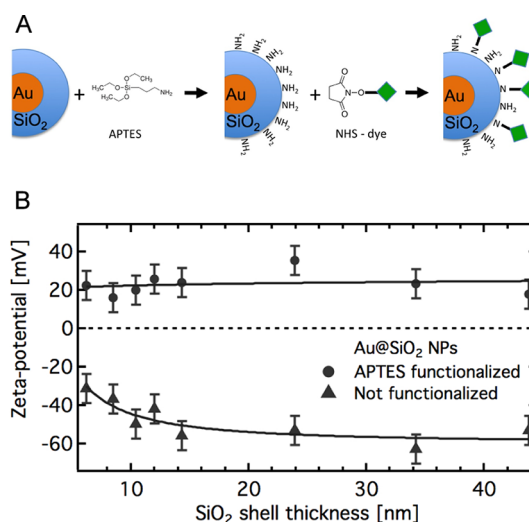 A
Au
SiO2
+
O
O
O
Si
NH2
APTES
NH2
NH2
NH2
NH2
NH2
NH2
NH2
NH2
Au
SiO2
+
O
N
O
O
NHS - dye
NH2
N
N
NH2
N
N
NH2
NH2
Au
SiO2
B
Zeta-potential [mV]
40
20
0
-20
-40
-60
Au@SiO2 NPs
APTES functionalized
Not functionalized
10
20
30
40
SiO2 shell thickness [nm]